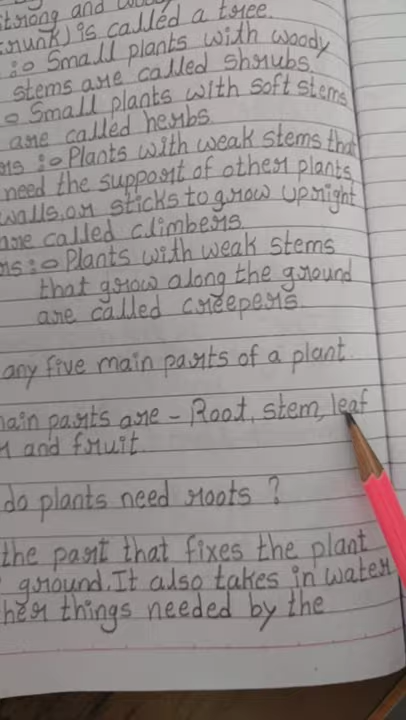 strong and woody
(trunk) is called a tree.
:- Small plants with woody
stems are called shrubs.
Small plants with soft stems
are called herbs.
ers :- Plants with weak stems that
need the support of other plants,
walls, or sticks to grow upright
are called climbers.
rs :- Plants with weak stems
that grow along the ground
are called creepers.
any five main parts of a plant.
main parts are - Root, stem, leaf
r and fruit.
do plants need roots ?
the part that fixes the plant
ground. It also takes in water
her things needed by the